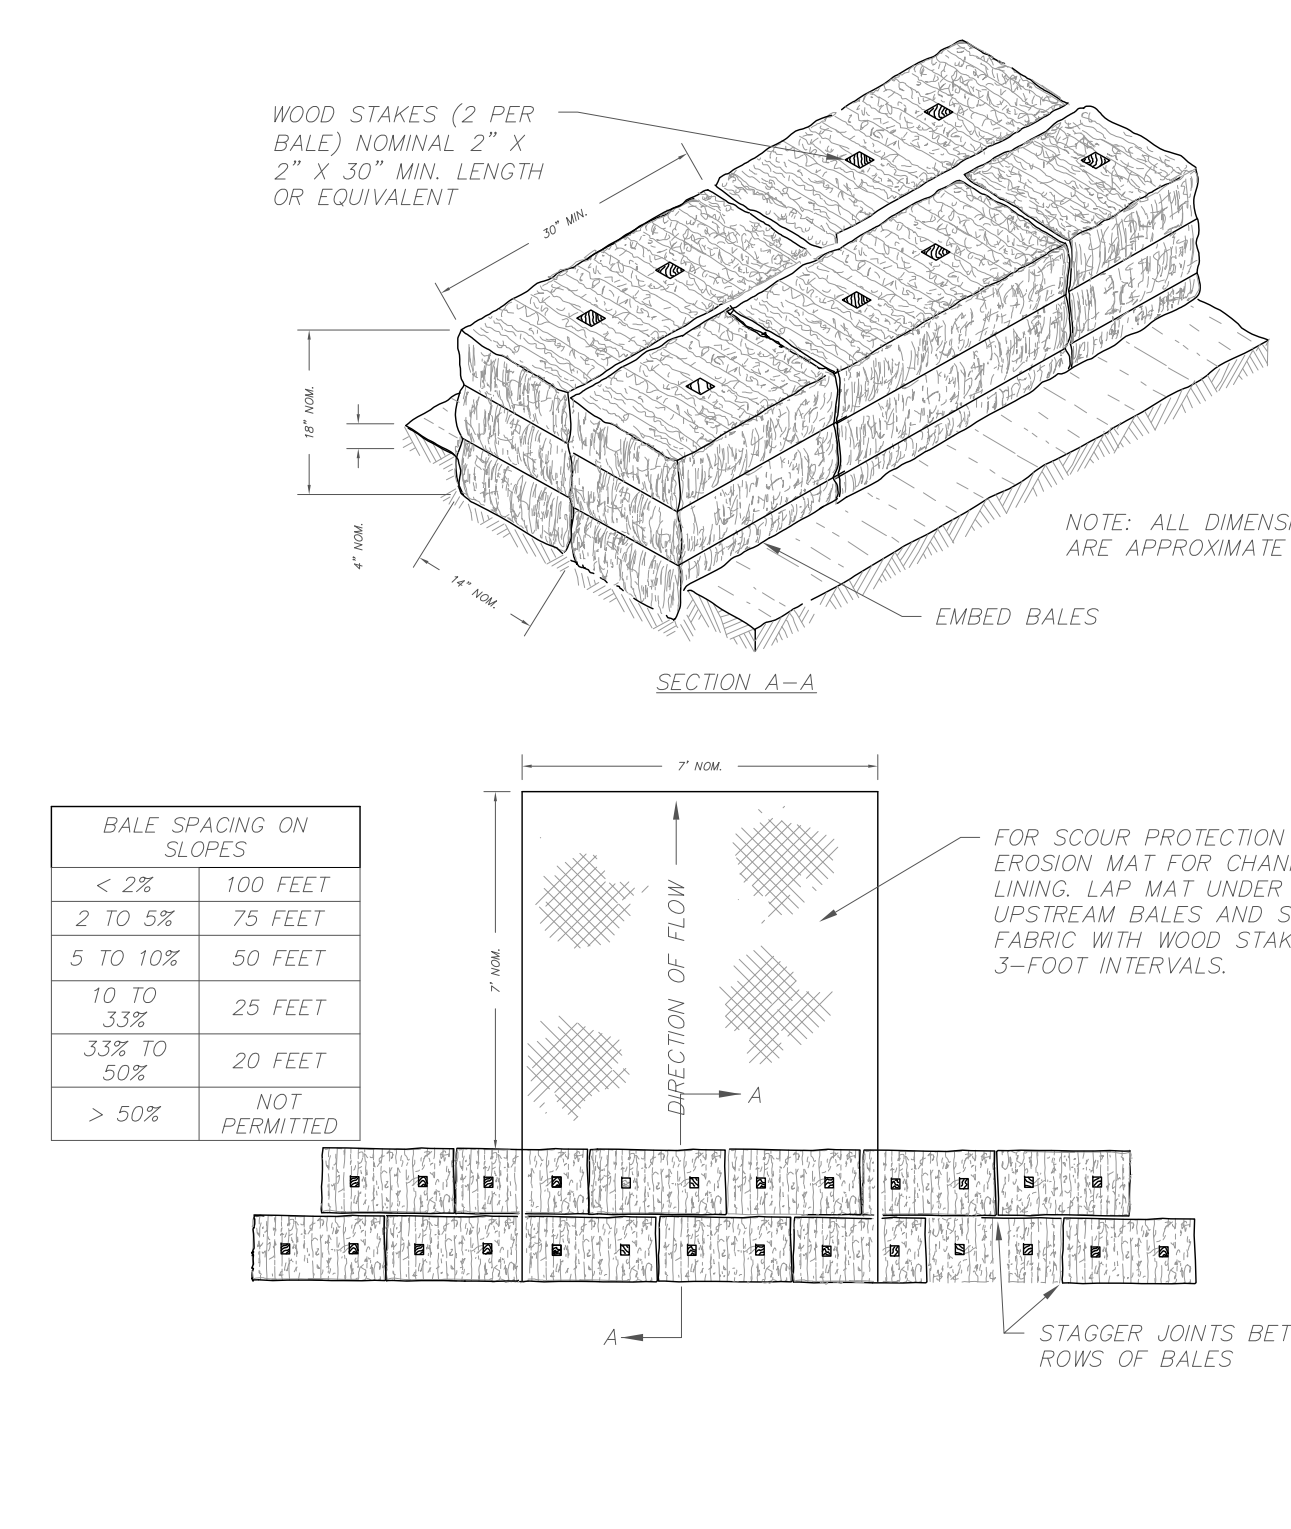 WOOD STAKES (2 PER
BALE) NOMINAL 2" X
2" X 30" MIN. LENGTH
OR EQUIVALENT
30" MIN.
18" NOM.
4" NOM.
14" NOM.
NOTE: ALL DIMENSI
ARE APPROXIMATE
EMBED BALES
SECTION A-A
7' NOM.
BALE SPACING ON
SLOPES
< 2% 100 FEET
2 TO 5% 75 FEET
5 TO 10% 50 FEET
10 TO
33%
25 FEET
33% TO
50%
20 FEET
> 50%
NOT
PERMITTED
7' NOM.
DIRECTION OF FLOW
FOR SCOUR PROTECTION
EROSION MAT FOR CHAN
LINING. LAP MAT UNDER
UPSTREAM BALES AND S
FABRIC WITH WOOD STAK
3-FOOT INTERVALS.
A
A
STAGGER JOINTS BET
ROWS OF BALES